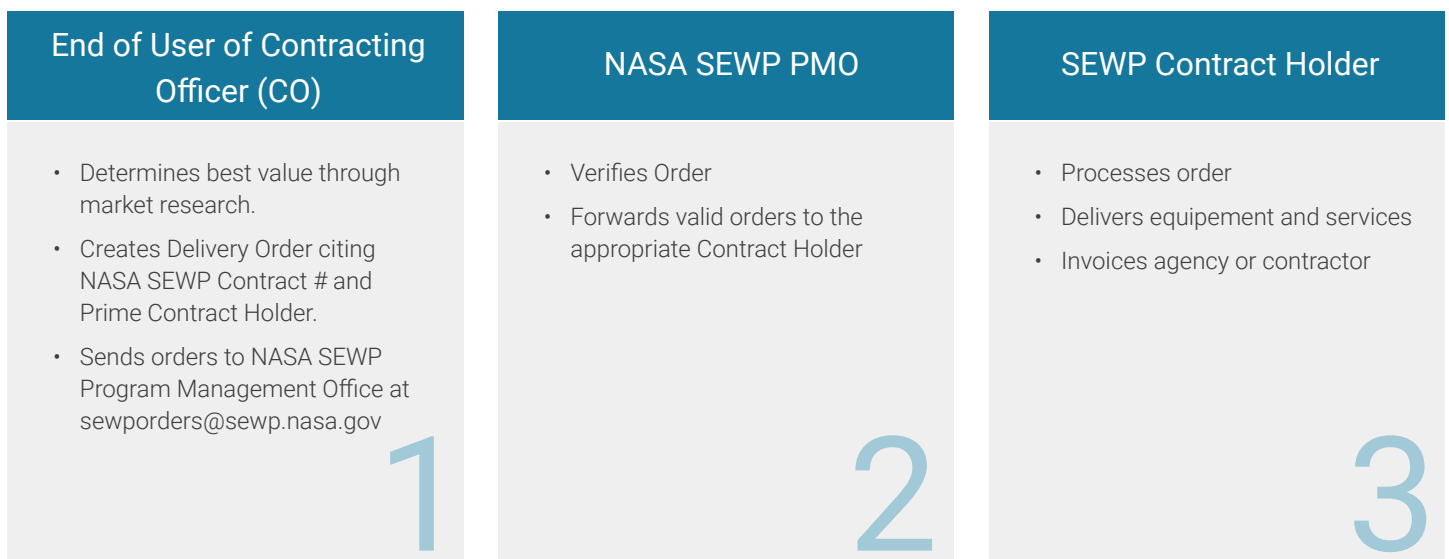 End of User of Contracting
Officer (CO)
• Determines best value through
market research.
• Creates Delivery Order citing
NASA SEWP Contract # and
Prime Contract Holder.
• Sends orders to NASA SEWP
Program Management Office at
sewporders@sewp.nasa.gov
1
NASA SEWP PMO
• Verifies Order
• Forwards valid orders to the
appropriate Contract Holder
2
SEWP Contract Holder
• Processes order
• Delivers equipement and services
• Invoices agency or contractor
3